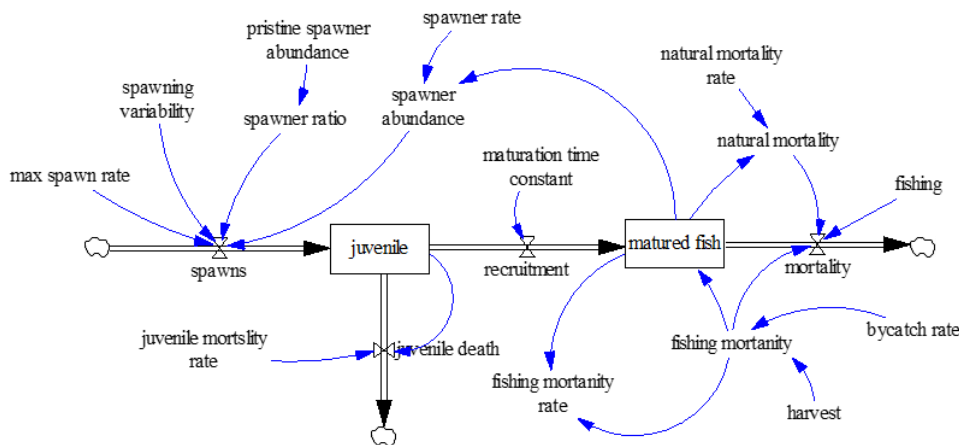 spawner rate
pristine spawner
abundance
natural mortality
rate
spawning
variability
spawner
abundance
spawner ratio
natural mortality
maturation time
constant
max spawn rate
fishing
juvenile
matured fish
spawns
recruitment
mortality
juvenile mortslity
rate
juvenile death
fishing mortanity
bycatch rate
fishing mortanity
rate
harvest